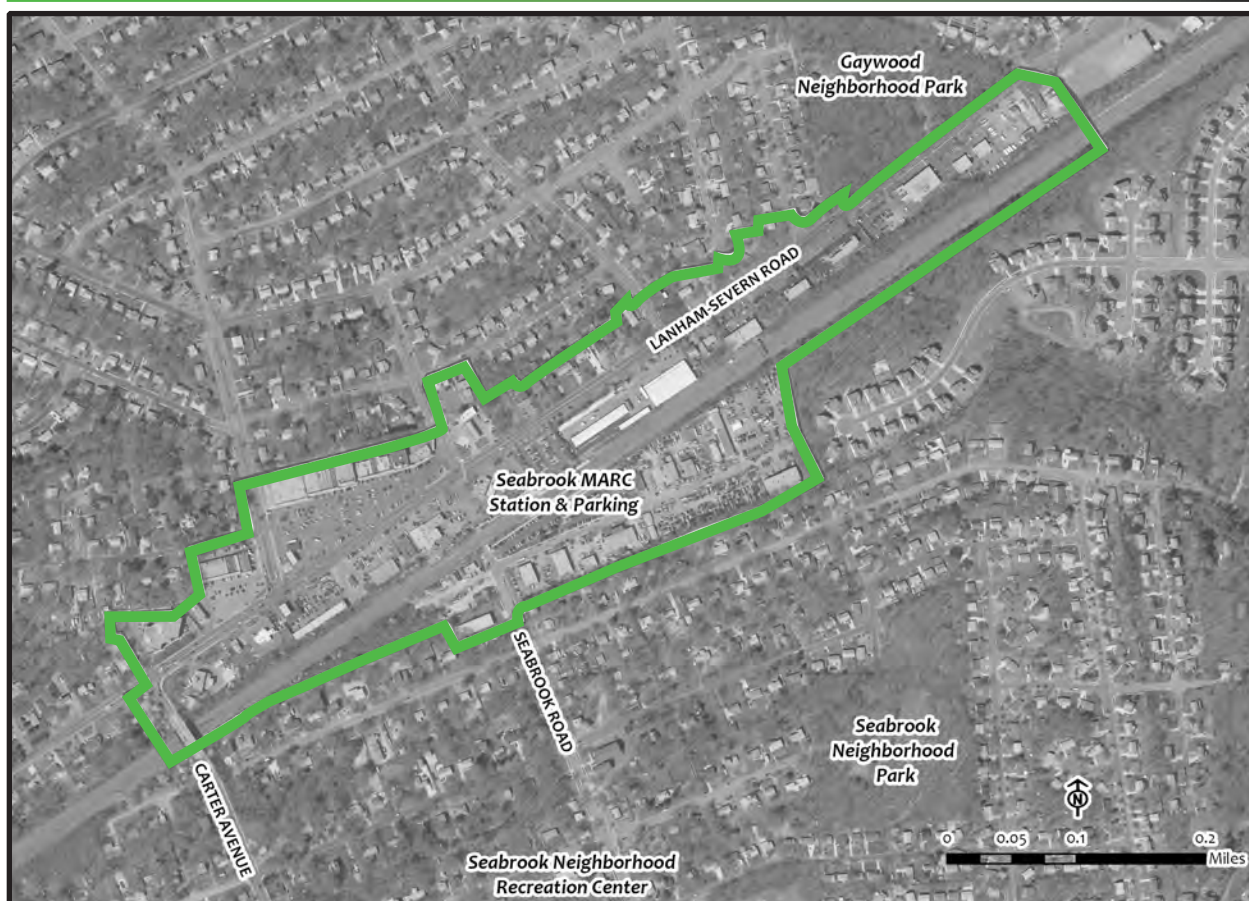 Gaywood
Neighborhood Park
LANHAM-SEVERN ROAD
Seabrook MARC
Station & Parking
SEABROOK ROAD
CARTER AVENUE
Seabrook
Neighborhood
Park
N
0 0.05 0.1 0.2
Miles
Seabrook Neighborhood
Recreation Center